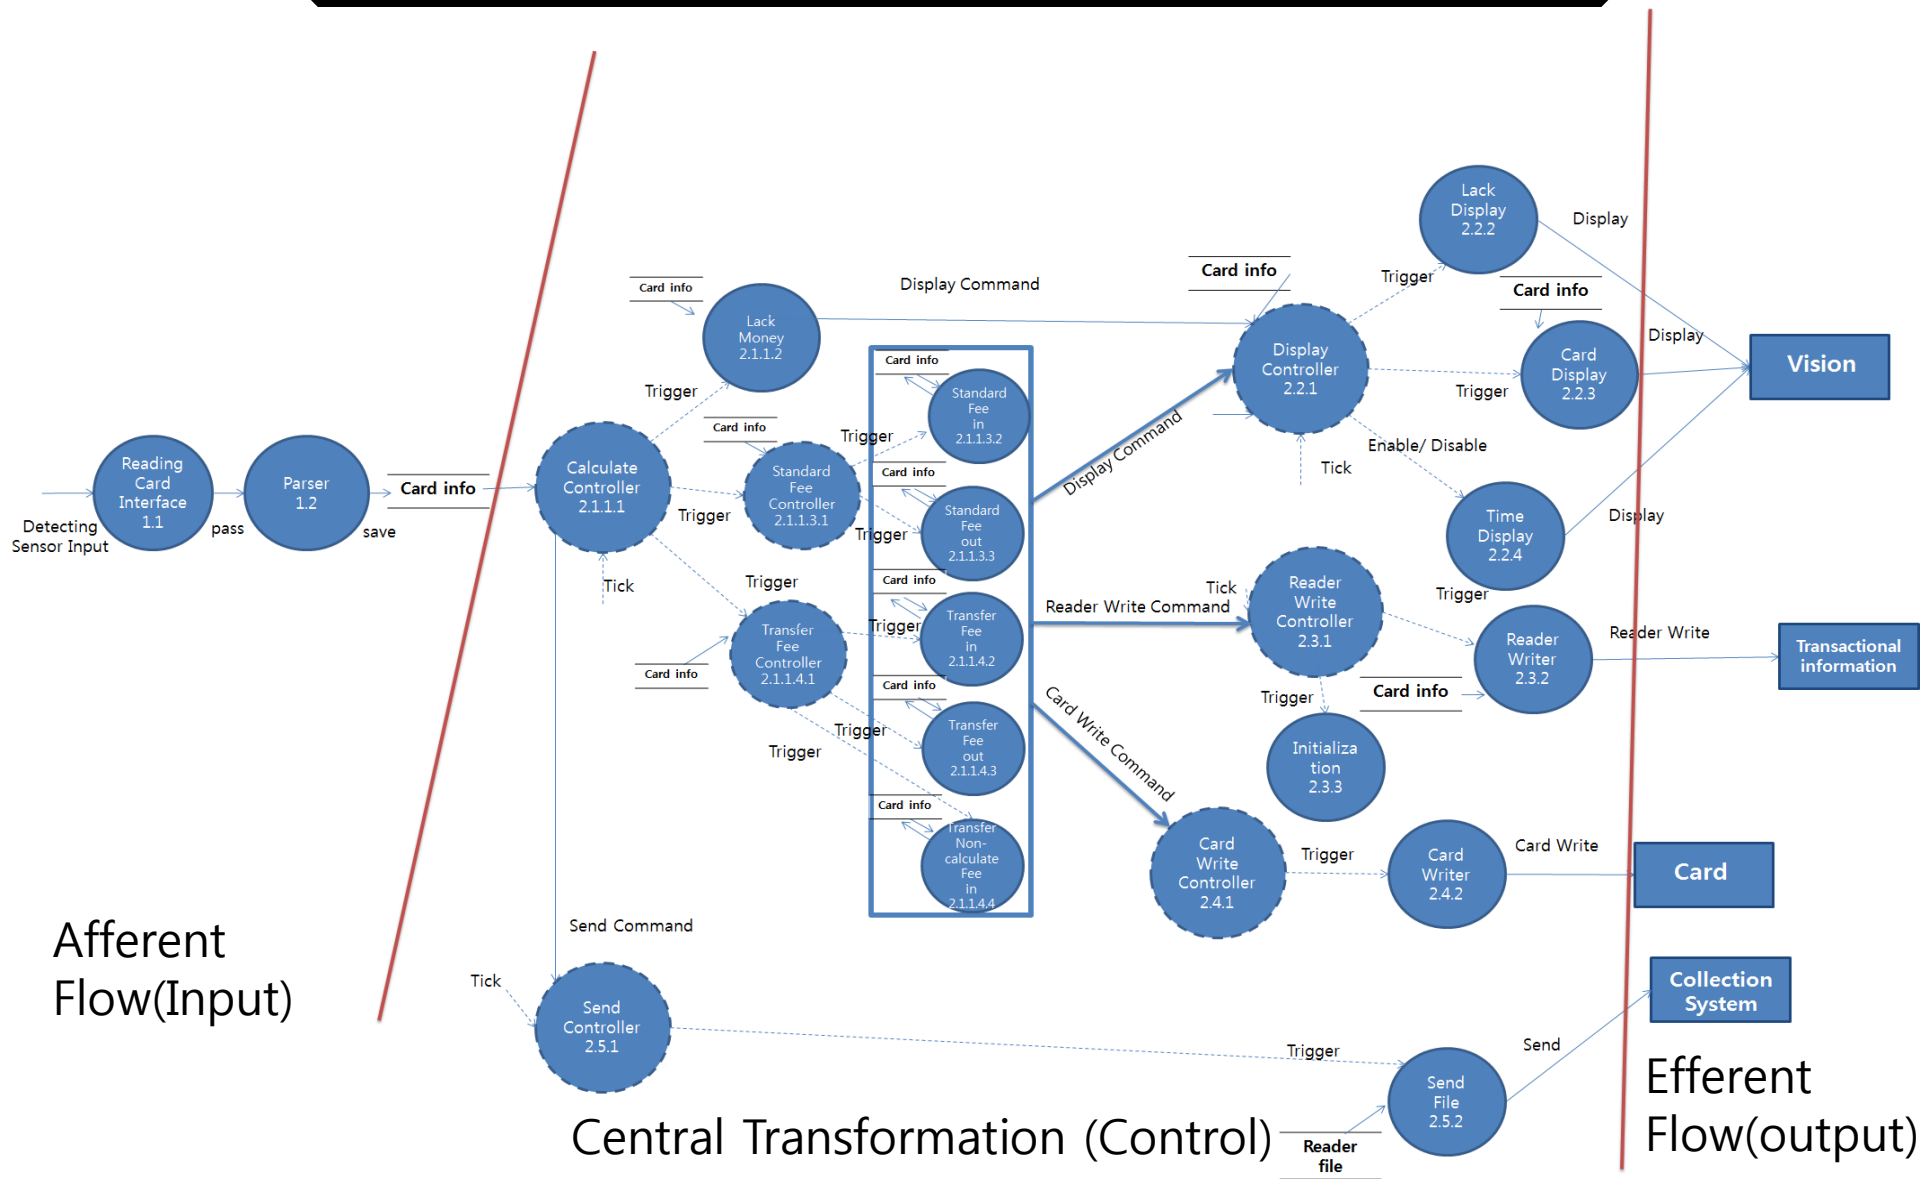 Detecting
Sensor Input
Reading
Card
Interface
1.1
pass
Parser
1.2
save
Card info
Calculate
Controller
2.1.1.1
Tick
Trigger
Card info
Lack
Money
2.1.1.2
Display Command
Trigger
Card info
Standard
Fee
Controller
2.1.1.3.1
Trigger
Card info
Transfer
Fee
Controller
2.1.1.4.1
Trigger
Card info
Standard
Fee
in
2.1.1.3.2
Trigger
Card info
Standard
Fee
out
2.1.1.3.3
Trigger
Card info
Transfer
Fee
in
2.1.1.4.2
Trigger
Card info
Transfer
Fee
out
2.1.1.4.3
Trigger
Card info
Transfer
Non-
calculate
Fee
in
2.1.1.4.4
Display Command
Reader Write Command
Card Write Command
Card info
Display
Controller
2.2.1
Tick
Trigger
Lack
Display
2.2.2
Display
Card info
Trigger
Card
Display
2.2.3
Display
Enable/ Disable
Time
Display
2.2.4
Display
Vision
Tick
Reader
Write
Controller
2.3.1
Trigger
Reader
Writer
2.3.2
Card info
Reader Write
Transactional
information
Trigger
Initializa
tion
2.3.3
Card
Write
Controller
2.4.1
Trigger
Card
Writer
2.4.2
Card Write
Card
Send Command
Tick
Send
Controller
2.5.1
Trigger
Send
File
2.5.2
Reader
file
Send
Collection
System
Afferent
Flow(Input)
Central Transformation (Control)
Efferent
Flow(output)